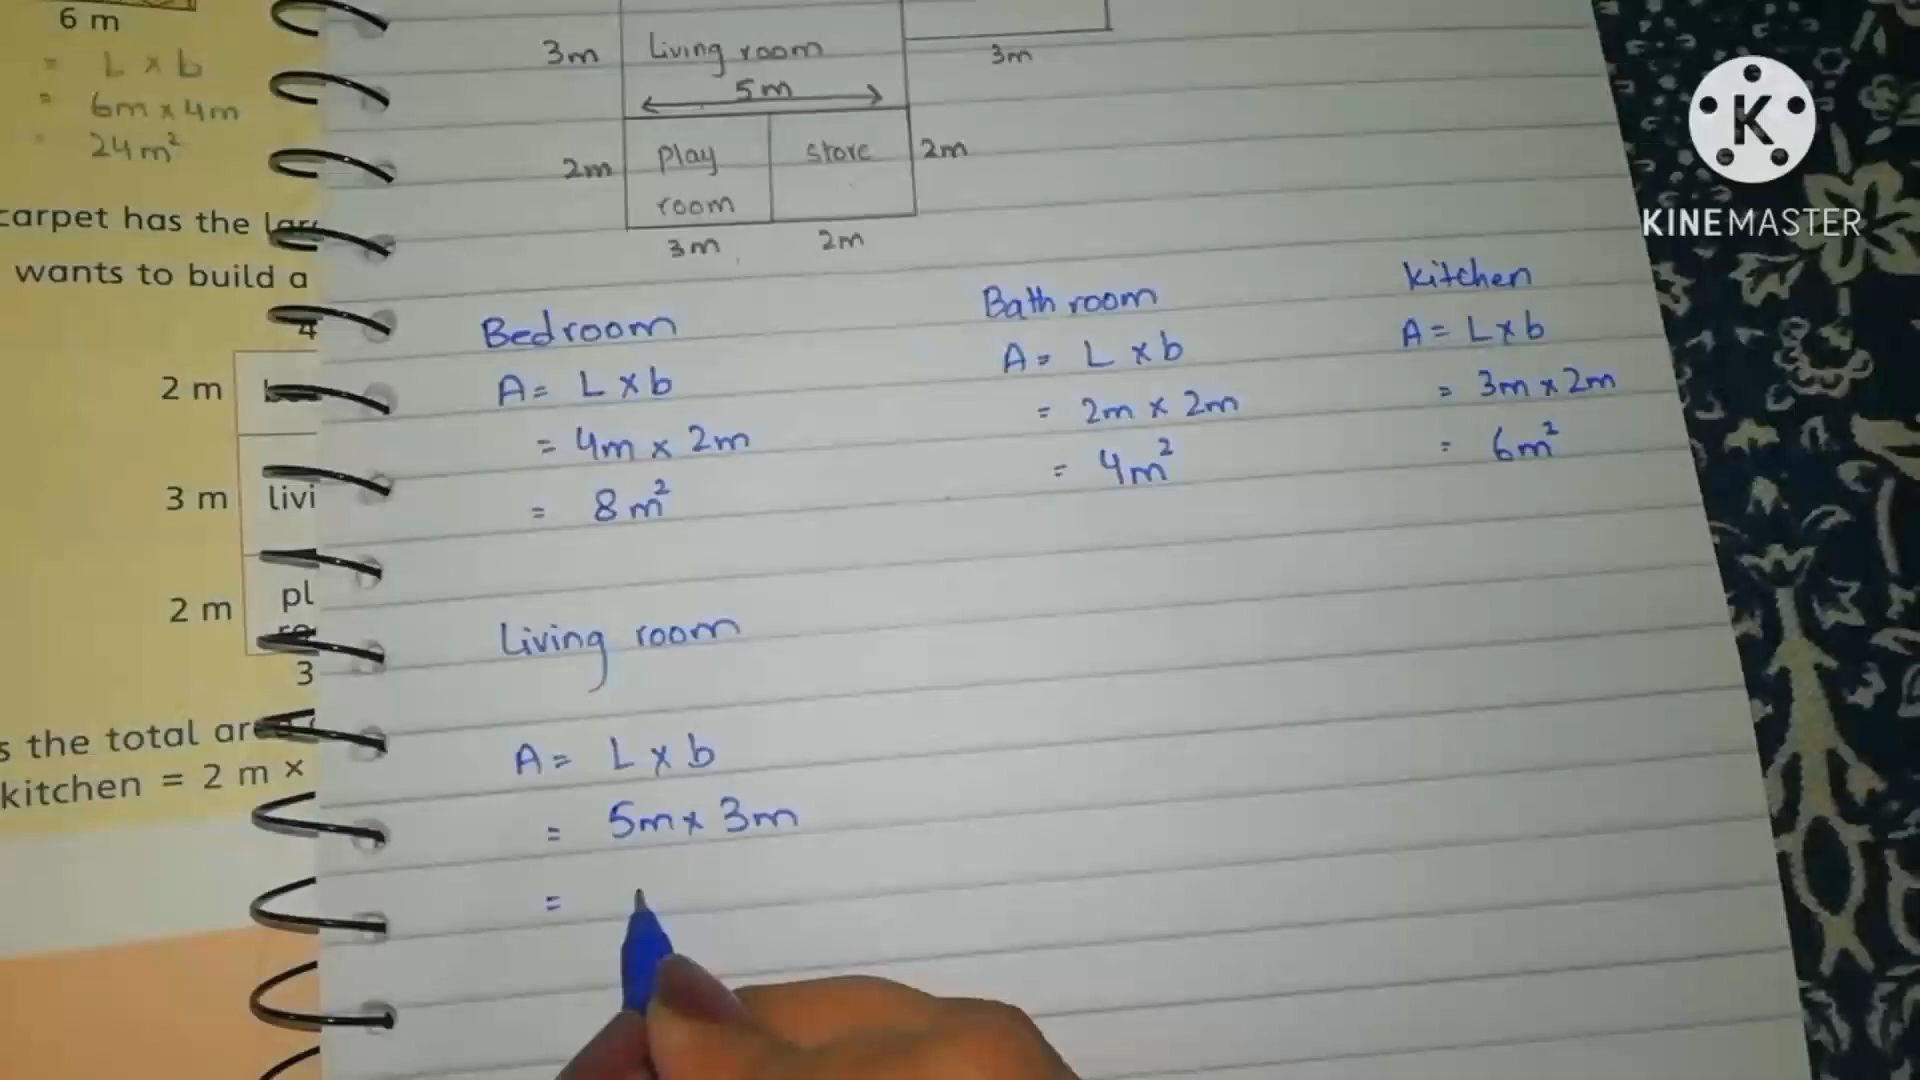 6 m
= L x b
= 6m x 4m
24m²
carpet has the
wants to build a
4
2 m
3 m livi
2 m pl
3
s the total ar
kitchen = 2 m ×
3m Living room 3m
5m
2m Play store 2m
room
3m 2m
KINEMASTER
Bedroom
A = L x b
= 4m x 2m
= 8m²
Bath room
A = L x b
= 2m x 2m
= 4m²
Kitchen
A = L x b
= 3m x 2m
= 6m²
Living room
A = L x b
= 5m x 3m
=